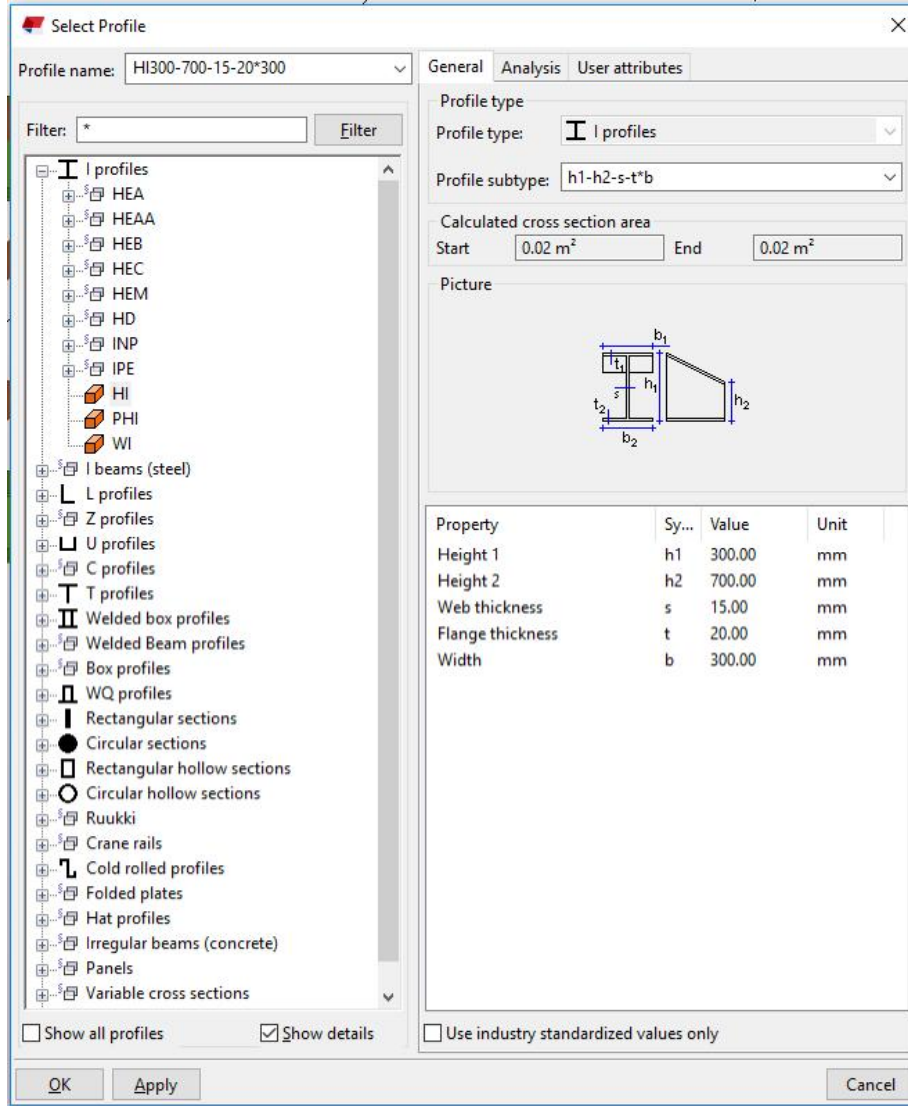 Select Profile
Profile name: HI300-700-15-20*300
Filter: * Filter
I profiles
HEA
HEAA
HEB
HEC
HEM
HD
INP
IPE
HI
PHI
WI
I beams (steel)
L profiles
Z profiles
U profiles
C profiles
T profiles
Welded box profiles
Welded Beam profiles
Box profiles
WQ profiles
Rectangular sections
Circular sections
Rectangular hollow sections
Circular hollow sections
Ruukki
Crane rails
Cold rolled profiles
Folded plates
Hat profiles
Irregular beams (concrete)
Panels
Variable cross sections
Show all profiles Show details
General Analysis User attributes
Profile type
Profile type: I profiles
Profile subtype: h1-h2-s-t*b
Calculated cross section area
Start 0.02 m² End 0.02 m²
Picture
b1
t1
h1
s
h2
t2
b2
Property Sy... Value Unit
Height 1 h1 300.00 mm
Height 2 h2 700.00 mm
Web thickness s 15.00 mm
Flange thickness t 20.00 mm
Width b 300.00 mm
Use industry standardized values only
OK Apply Cancel